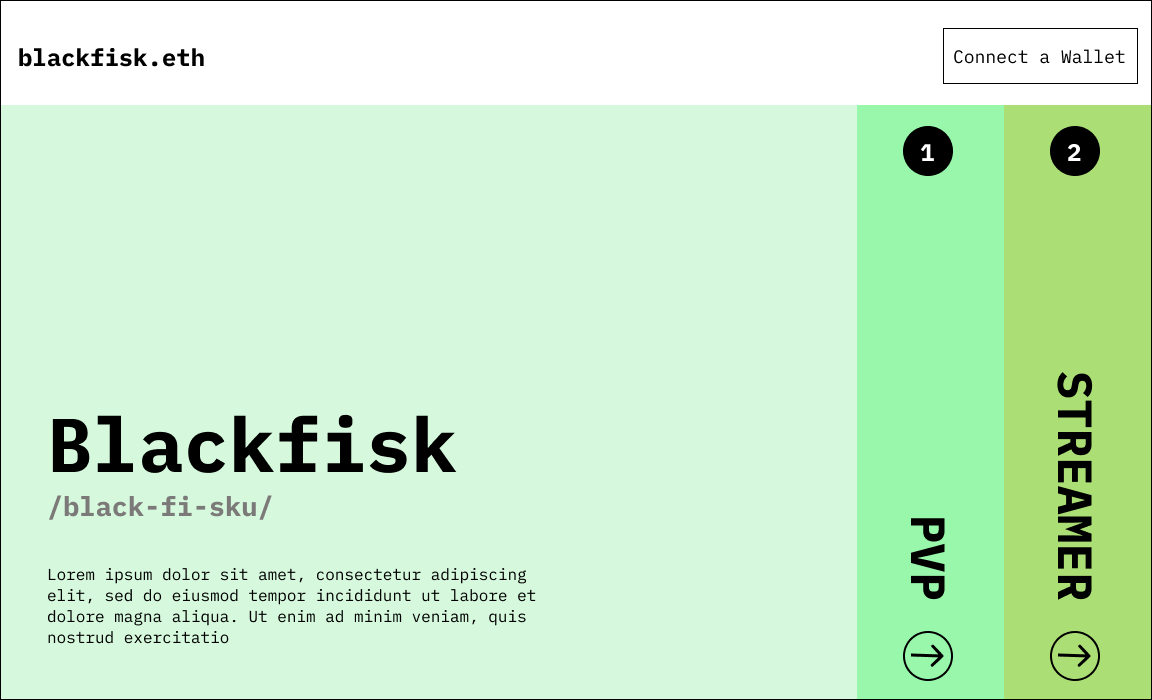 blackfisk.eth
Connect a Wallet
Blackfisk
/black-fi-sku/
Lorem ipsum dolor sit amet, consectetur adipiscing
elit, sed do eiusmod tempor incididunt ut labore et
dolore magna aliqua. Ut enim ad minim veniam, quis
nostrud exercitatio
1
PVP
2
STREAMER